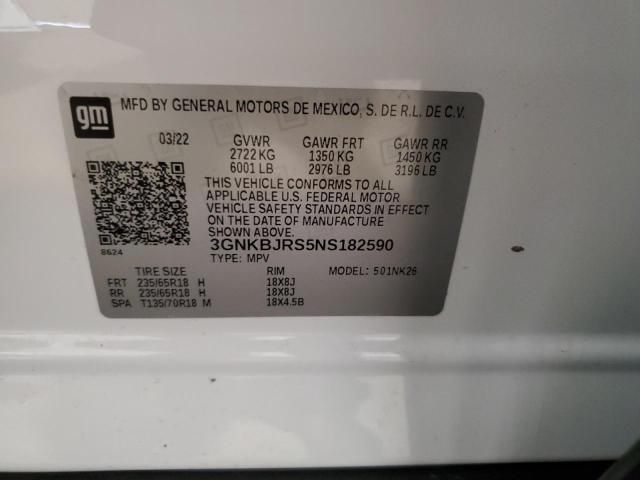 gm
MFD BY GENERAL MOTORS DE MEXICO, S. DE R.L. DE C.V.
03/22 GVWR GAWR FRT GAWR RR
2722 KG 1350 KG 1450 KG
6001 LB 2976 LB 3196 LB
THIS VEHICLE CONFORMS TO ALL
APPLICABLE U.S. FEDERAL MOTOR
VEHICLE SAFETY STANDARDS IN EFFECT
ON THE DATE OF MANUFACTURE
SHOWN ABOVE.
3GNKBJRS5NS182590
8624
TYPE: MPV
TIRE SIZE RIM MODEL: 501NK26
FRT 235/65R18 H 18X8J
RR 235/65R18 H 18X8J
SPA T135/70R18 M 18X4.5B